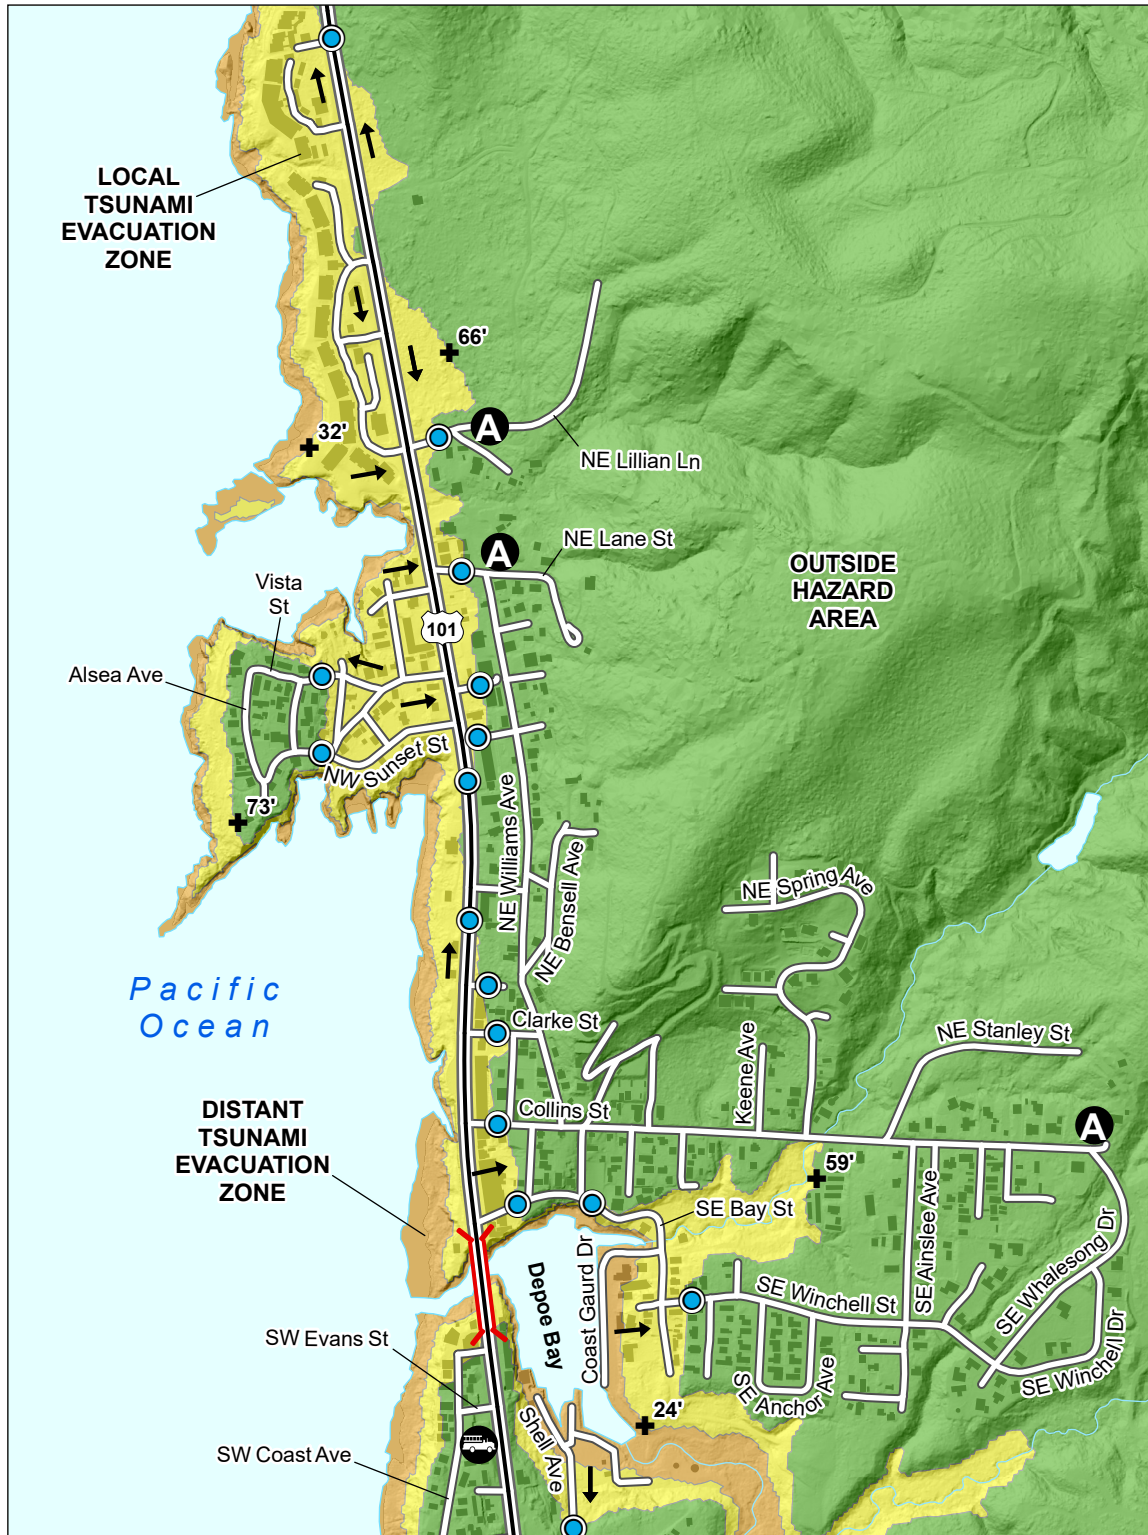 LOCAL
TSUNAMI
EVACUATION
ZONE
66'
32'
A
NE Lillian Ln
A
NE Lane St
OUTSIDE
HAZARD
AREA
Vista
St
101
Alsea Ave
NW Sunset St
73'
NE Williams Ave
NE Bensell Ave
NE Spring Ave
Pacific
Ocean
Clarke St
Keene Ave
NE Stanley St
DISTANT
TSUNAMI
EVACUATION
ZONE
Collins St
A
59'
SE Bay St
SE Ainslee Ave
SE Whalesong Dr
Depoe Bay
Coast Gaurd Dr
SE Winchell St
SW Evans St
SE Anchor Ave
SE Winchell Dr
24'
Shell Ave
SW Coast Ave